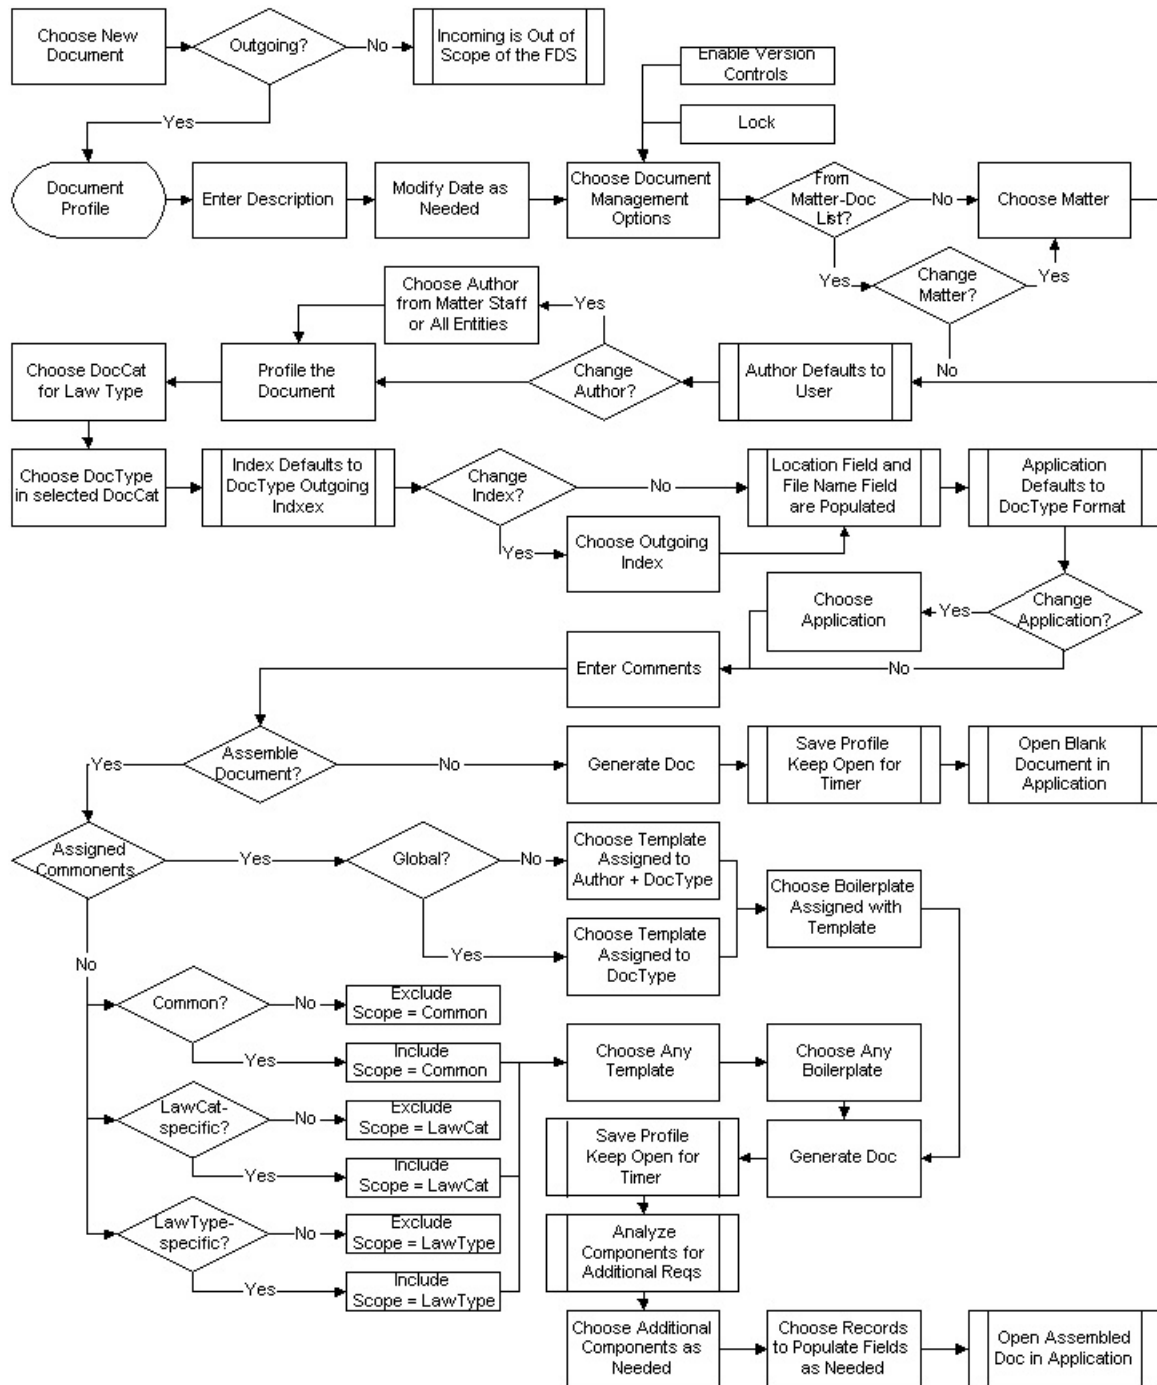 Choose New
Document
Outgoing?
No
Incoming is Out of
Scope of the FDS
Enable Version
Controls
Lock
Yes
Document
Profile
Enter Description
Modify Date as
Needed
Choose Document
Management
Options
From
Matter-Doc
List?
No
Choose Matter
Yes
Change
Matter?
Yes
No
Choose Author
from Matter Staff
or All Entities
Yes
Choose DocCat
for Law Type
Profile the
Document
Change
Author?
Author Defaults to
User
Choose DocType
in selected DocCat
Index Defaults to
DocType Outgoing
Indxex
Change
Index?
No
Location Field and
File Name Field
are Populated
Application
Defaults to
DocType Format
Yes
Choose Outgoing
Index
Choose
Application
Yes
Change
Application?
Enter Comments
No
Assemble
Document?
Yes
No
Generate Doc
Save Profile
Keep Open for
Timer
Open Blank
Document in
Application
Assigned
Commonents
Yes
Global?
No
Choose Template
Assigned to
Author + DocType
Choose Boilerplate
Assigned with
Template
Yes
Choose Template
Assigned to
DocType
No
Common?
No
Exclude
Scope = Common
Yes
Include
Scope = Common
Choose Any
Template
Choose Any
Boilerplate
LawCat-
specific?
No
Exclude
Scope = LawCat
Yes
Include
Scope = LawCat
Save Profile
Keep Open for
Timer
Generate Doc
LawType-
specific?
No
Exclude
Scope = LawType
Yes
Include
Scope = LawType
Analyze
Components for
Additional Reqs
Choose Additional
Components as
Needed
Choose Records
to Populate Fields
as Needed
Open Assembled
Doc in Application